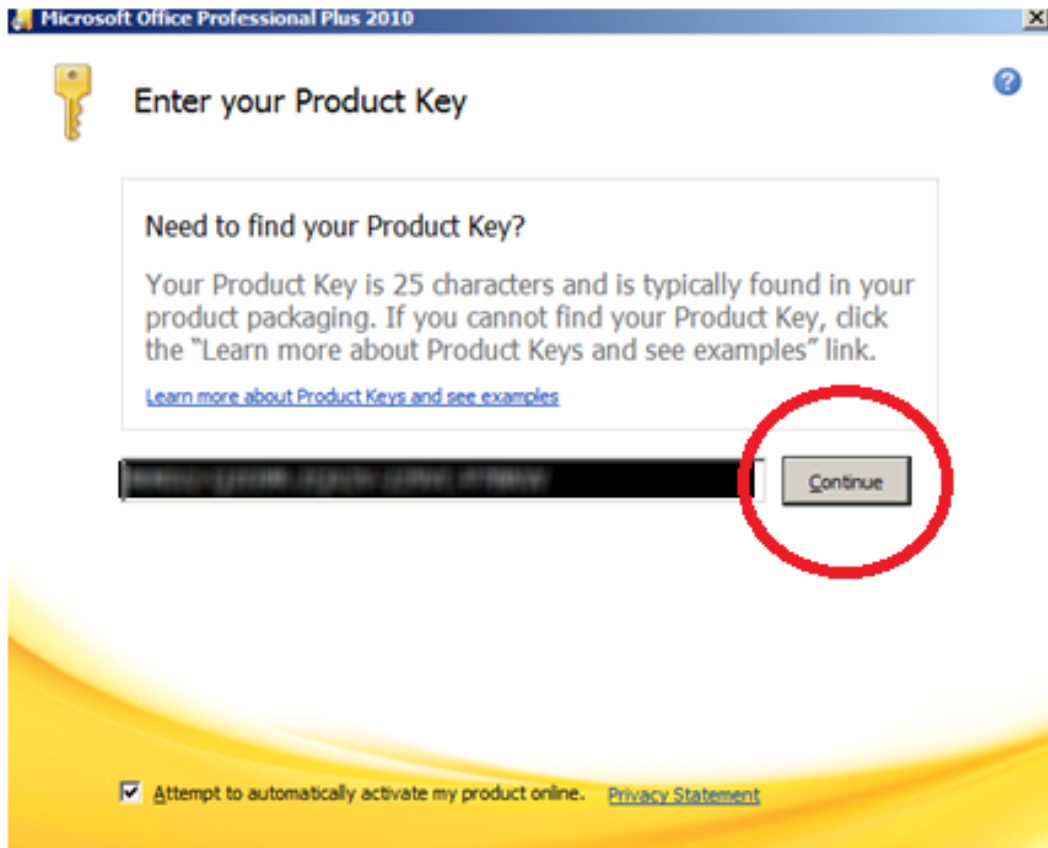 Microsoft Office Professional Plus 2010
Enter your Product Key
Need to find your Product Key?
Your Product Key is 25 characters and is typically found in your
product packaging. If you cannot find your Product Key, click
the “Learn more about Product Keys and see examples” link.
Learn more about Product Keys and see examples
Continue
Attempt to automatically activate my product online. Privacy Statement